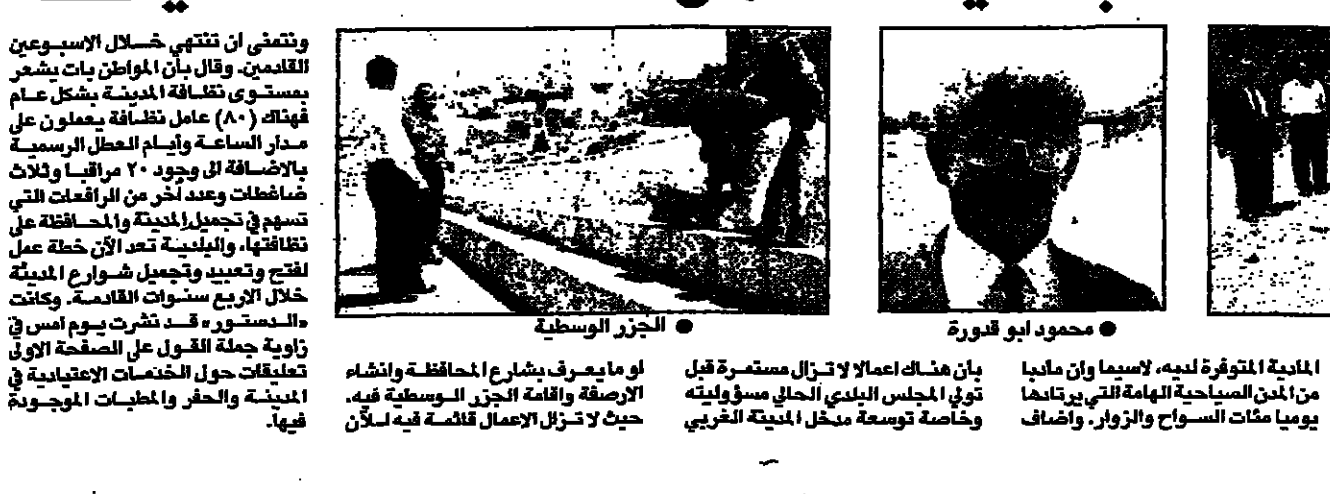 ● محمود ابو قدورة
● الجزر الوسطية
المادية المتوفرة لديه، لاسيما وان مادبا
من المدن السياحية الهامة التي يرتادها
يوميا مئات السواح والزوار. واضاف
بأن هناك اعمالا لا تزال مستمرة قبل
تولي المجلس البلدي الحالي مسؤوليته
وخاصة توسعة مدخل المدينة الغربي
او ما يعرف بشارع المحافظة وانشاء
الارصفة واقامة الجزر الوسطية فيه.
حيث لا تزال الاعمال قائمة فيه للآن
ونتمنى ان تنتهي خلال الاسبوعين
القادمين. وقال بأن المواطن بات يشعر
بمستوى نظافة المدينة بشكل عام
فهناك (٨٠) عامل نظافة يعملون على
مدار الساعة وأيام العطل الرسمية
بالاضافة الى وجود ٢٠ مراقبا وثلاث
ضاغطات وعدد آخر من الرافعات التي
تسهم في تجميل المدينة والمحافظة على
نظافتها، والبلدية تعد الآن خطة عمل
لفتح وتعبيد وتجميل شوارع المدينة
خلال الاربع سنوات القادمة. وكانت
«الدستور» قد نشرت يوم امس في
زاوية جملة القول على الصفحة الاولى
تعليقات حول الخدمات الاعتيادية في
المدينة والحفر والمطبات الموجودة
فيها.